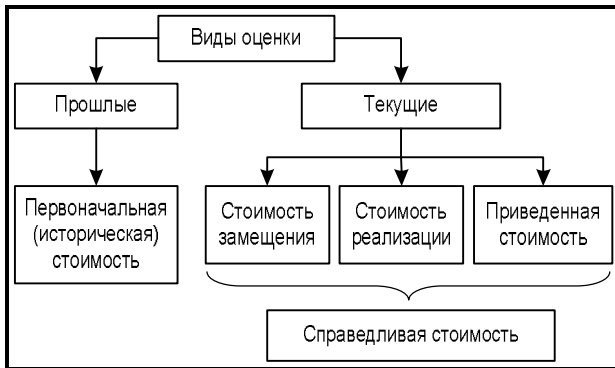 Виды оценки
Прошлые
Текущие
Первоначальная
(историческая)
стоимость
Стоимость
замещения
Стоимость
реализации
Приведенная
стоимость
Справедливая стоимость